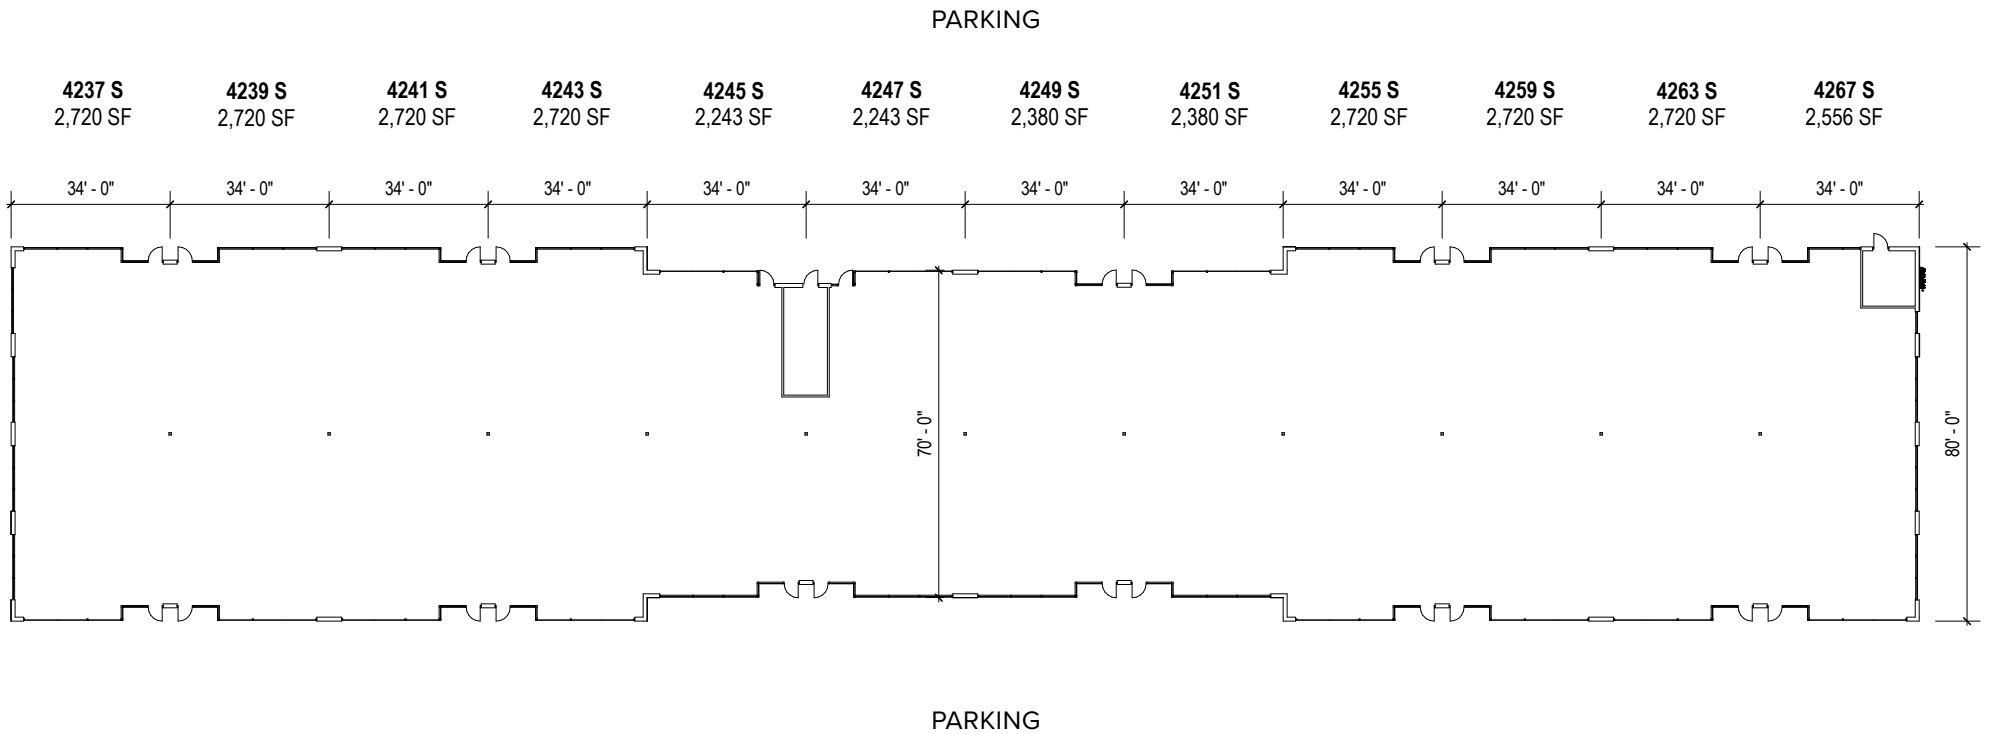 PARKING
4237 S 4239 S 4241 S 4243 S 4245 S 4247 S 4249 S 4251 S 4255 S 4259 S 4263 S 4267 S
2,720 SF 2,720 SF 2,720 SF 2,720 SF 2,243 SF 2,243 SF 2,380 SF 2,380 SF 2,720 SF 2,720 SF 2,720 SF 2,556 SF
34' - 0" 34' - 0" 34' - 0" 34' - 0" 34' - 0" 34' - 0" 34' - 0" 34' - 0" 34' - 0" 34' - 0" 34' - 0" 34' - 0"
70' - 0"
80' - 0"
PARKING